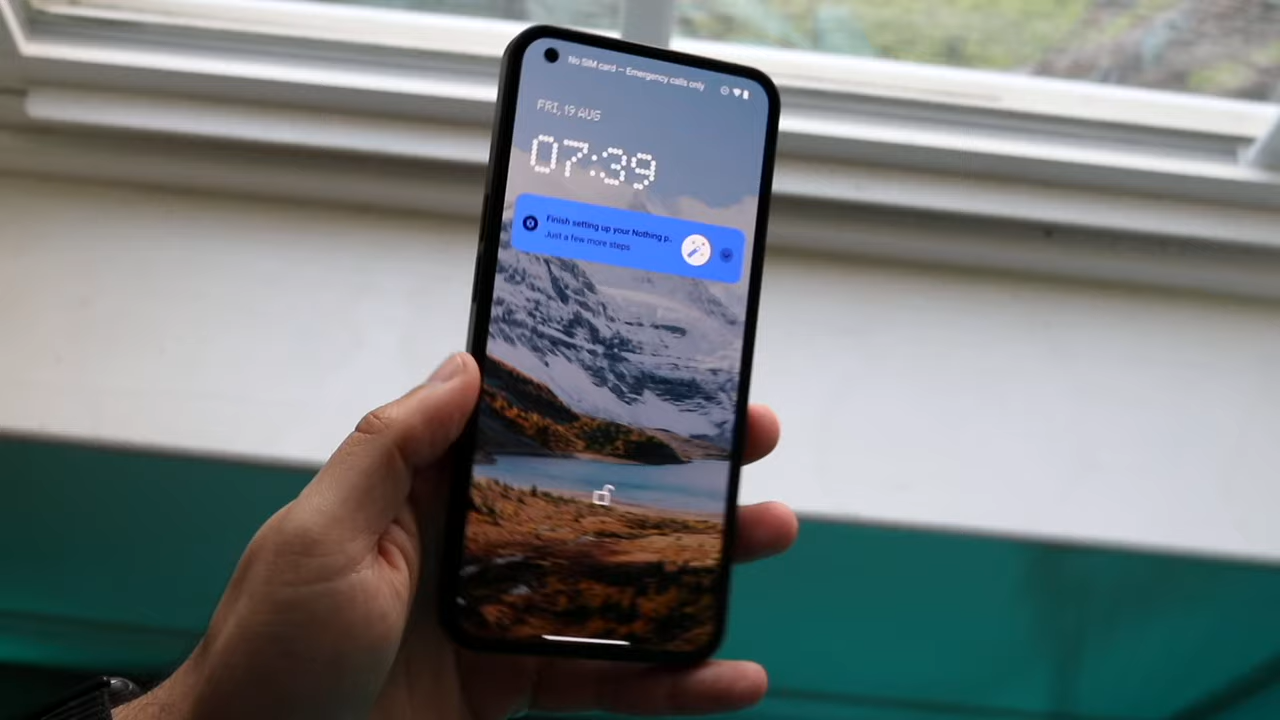 No SIM card — Emergency calls only
FRI, 19 AUG
07:39
Finish setting up your Nothing p..
Just a few more steps